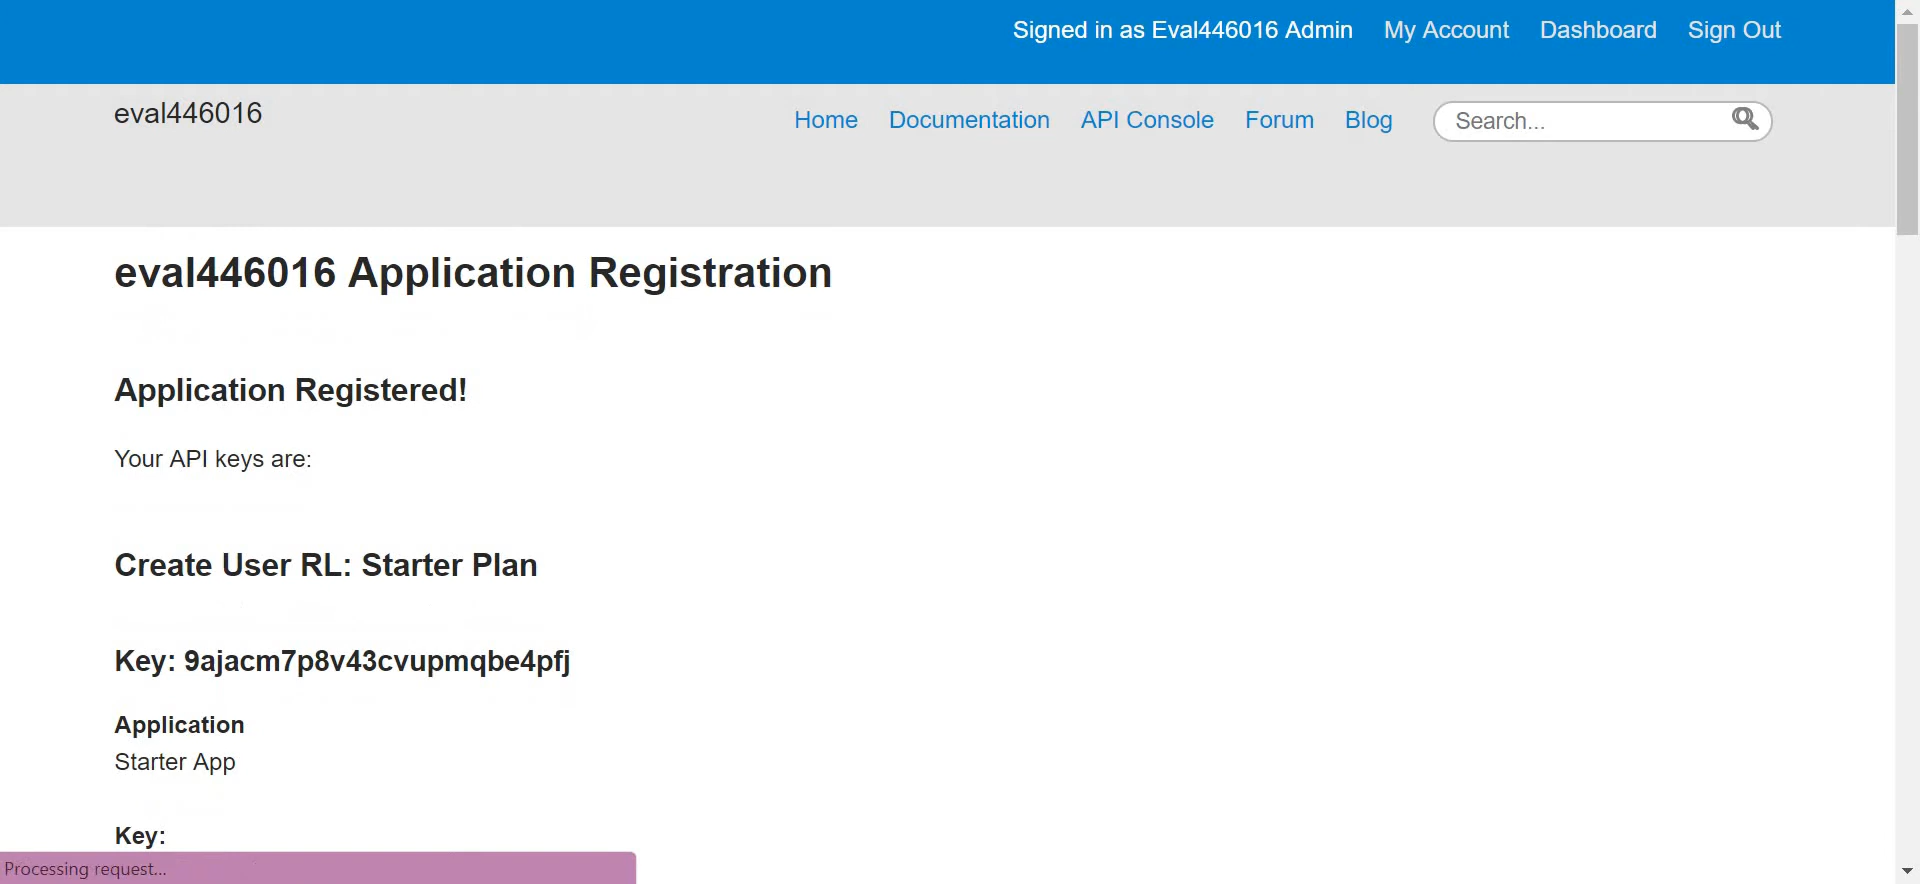 Signed in as Eval446016 Admin My Account Dashboard Sign Out
eval446016 Home Documentation API Console Forum Blog Search...
eval446016 Application Registration
Application Registered!
Your API keys are:
Create User RL: Starter Plan
Key: 9ajacm7p8v43cvupmqbe4pfj
Application
Starter App
Key:
Processing request...